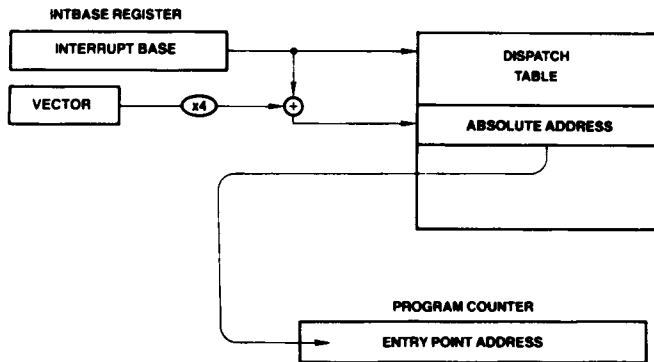 INTBASE REGISTER
INTERRUPT BASE
VECTOR
x4
+
DISPATCH
TABLE
ABSOLUTE ADDRESS
PROGRAM COUNTER
ENTRY POINT ADDRESS